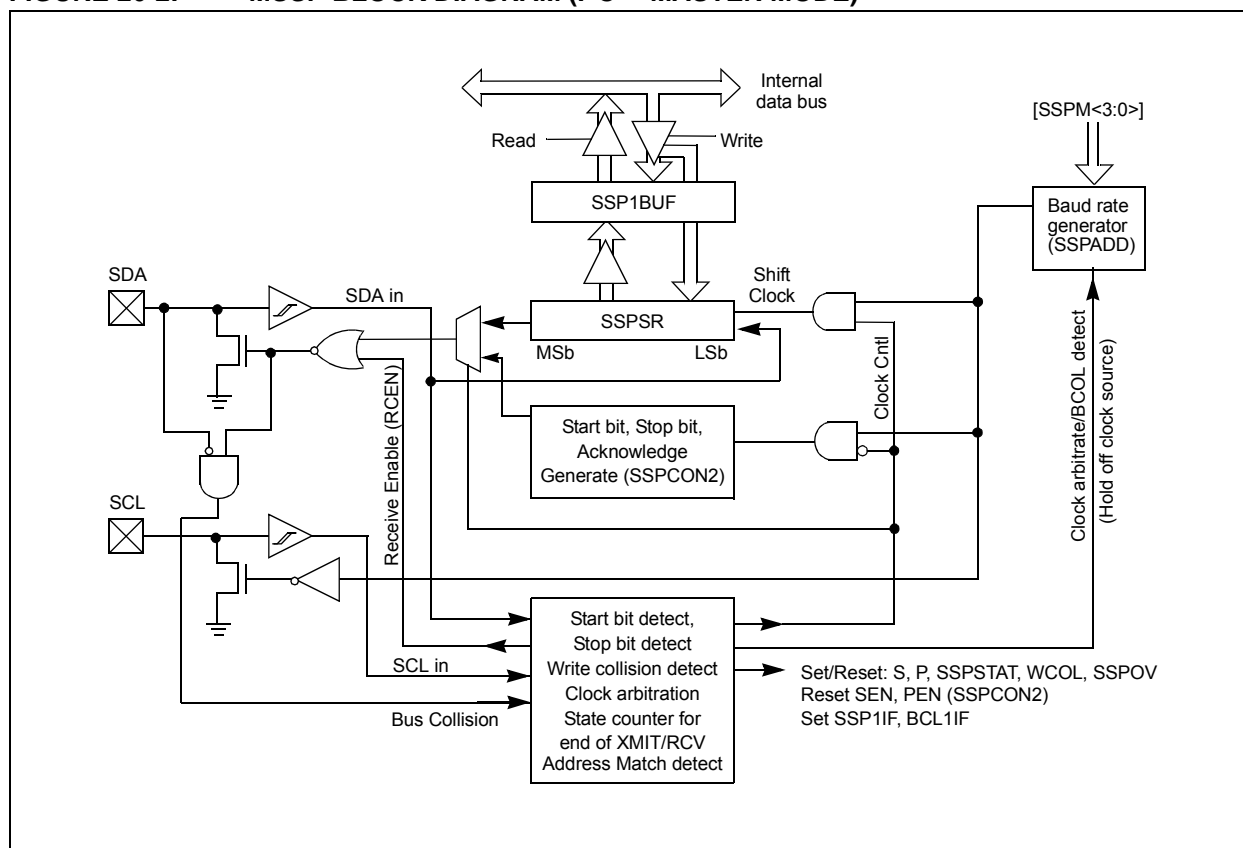 Internal
data bus
[SSPM<3:0>]
Read
Write
SSP1BUF
Baud rate
generator
(SSPADD)
SDA
SDA in
Shift
Clock
SSPSR
MSb
LSb
Start bit, Stop bit,
Acknowledge
Generate (SSPCON2)
Clock Cntl
Receive Enable (RCEN)
Clock arbitrate/BCOL detect
(Hold off clock source)
SCL
SCL in
Bus Collision
Start bit detect,
Stop bit detect
Write collision detect
Clock arbitration
State counter for
end of XMIT/RCV
Address Match detect
Set/Reset: S, P, SSPSTAT, WCOL, SSPOV
Reset SEN, PEN (SSPCON2)
Set SSP1IF, BCL1IF